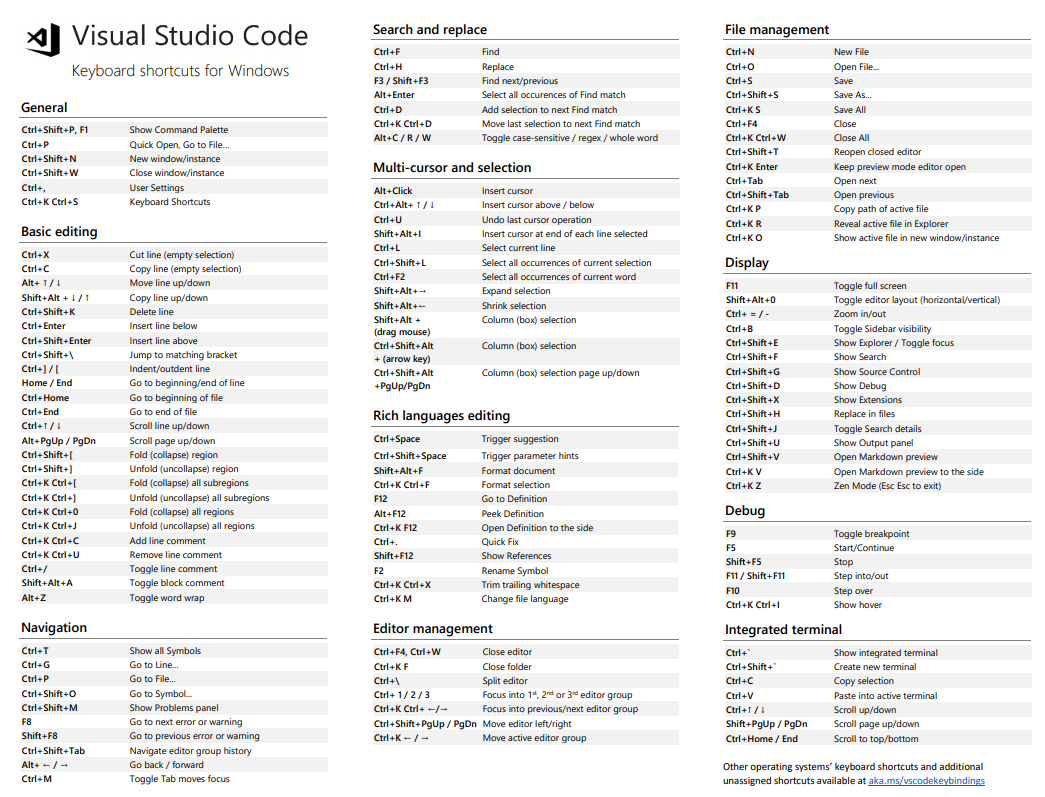 Visual Studio Code
Keyboard shortcuts for Windows
General
Ctrl+Shift+P, F1 Show Command Palette
Ctrl+P Quick Open, Go to File…
Ctrl+Shift+N New window/instance
Ctrl+Shift+W Close window/instance
Ctrl+, User Settings
Ctrl+K Ctrl+S Keyboard Shortcuts
Basic editing
Ctrl+X Cut line (empty selection)
Ctrl+C Copy line (empty selection)
Alt+ ↑ / ↓ Move line up/down
Shift+Alt + ↓ / ↑ Copy line up/down
Ctrl+Shift+K Delete line
Ctrl+Enter Insert line below
Ctrl+Shift+Enter Insert line above
Ctrl+Shift+\ Jump to matching bracket
Ctrl+] / [ Indent/outdent line
Home / End Go to beginning/end of line
Ctrl+Home Go to beginning of file
Ctrl+End Go to end of file
Ctrl+↑ / ↓ Scroll line up/down
Alt+PgUp / PgDn Scroll page up/down
Ctrl+Shift+[ Fold (collapse) region
Ctrl+Shift+] Unfold (uncollapse) region
Ctrl+K Ctrl+[ Fold (collapse) all subregions
Ctrl+K Ctrl+] Unfold (uncollapse) all subregions
Ctrl+K Ctrl+0 Fold (collapse) all regions
Ctrl+K Ctrl+J Unfold (uncollapse) all regions
Ctrl+K Ctrl+C Add line comment
Ctrl+K Ctrl+U Remove line comment
Ctrl+/ Toggle line comment
Shift+Alt+A Toggle block comment
Alt+Z Toggle word wrap
Navigation
Ctrl+T Show all Symbols
Ctrl+G Go to Line...
Ctrl+P Go to File...
Ctrl+Shift+O Go to Symbol...
Ctrl+Shift+M Show Problems panel
F8 Go to next error or warning
Shift+F8 Go to previous error or warning
Ctrl+Shift+Tab Navigate editor group history
Alt+ ← / → Go back / forward
Ctrl+M Toggle Tab moves focus
Search and replace
Ctrl+F Find
Ctrl+H Replace
F3 / Shift+F3 Find next/previous
Alt+Enter Select all occurences of Find match
Ctrl+D Add selection to next Find match
Ctrl+K Ctrl+D Move last selection to next Find match
Alt+C / R / W Toggle case-sensitive / regex / whole word
Multi-cursor and selection
Alt+Click Insert cursor
Ctrl+Alt+ ↑ / ↓ Insert cursor above / below
Ctrl+U Undo last cursor operation
Shift+Alt+I Insert cursor at end of each line selected
Ctrl+L Select current line
Ctrl+Shift+L Select all occurrences of current selection
Ctrl+F2 Select all occurrences of current word
Shift+Alt+→ Expand selection
Shift+Alt+← Shrink selection
Shift+Alt + Column (box) selection
(drag mouse)
Ctrl+Shift+Alt Column (box) selection
+ (arrow key)
Ctrl+Shift+Alt Column (box) selection page up/down
+PgUp/PgDn
Rich languages editing
Ctrl+Space Trigger suggestion
Ctrl+Shift+Space Trigger parameter hints
Shift+Alt+F Format document
Ctrl+K Ctrl+F Format selection
F12 Go to Definition
Alt+F12 Peek Definition
Ctrl+K F12 Open Definition to the side
Ctrl+. Quick Fix
Shift+F12 Show References
F2 Rename Symbol
Ctrl+K Ctrl+X Trim trailing whitespace
Ctrl+K M Change file language
Editor management
Ctrl+F4, Ctrl+W Close editor
Ctrl+K F Close folder
Ctrl+\ Split editor
Ctrl+ 1 / 2 / 3 Focus into 1st, 2nd or 3rd editor group
Ctrl+K Ctrl+ ←/→ Focus into previous/next editor group
Ctrl+Shift+PgUp / PgDn Move editor left/right
Ctrl+K ← / → Move active editor group
File management
Ctrl+N New File
Ctrl+O Open File...
Ctrl+S Save
Ctrl+Shift+S Save As...
Ctrl+K S Save All
Ctrl+F4 Close
Ctrl+K Ctrl+W Close All
Ctrl+Shift+T Reopen closed editor
Ctrl+K Enter Keep preview mode editor open
Ctrl+Tab Open next
Ctrl+Shift+Tab Open previous
Ctrl+K P Copy path of active file
Ctrl+K R Reveal active file in Explorer
Ctrl+K O Show active file in new window/instance
Display
F11 Toggle full screen
Shift+Alt+0 Toggle editor layout (horizontal/vertical)
Ctrl+ = / - Zoom in/out
Ctrl+B Toggle Sidebar visibility
Ctrl+Shift+E Show Explorer / Toggle focus
Ctrl+Shift+F Show Search
Ctrl+Shift+G Show Source Control
Ctrl+Shift+D Show Debug
Ctrl+Shift+X Show Extensions
Ctrl+Shift+H Replace in files
Ctrl+Shift+J Toggle Search details
Ctrl+Shift+U Show Output panel
Ctrl+Shift+V Open Markdown preview
Ctrl+K V Open Markdown preview to the side
Ctrl+K Z Zen Mode (Esc Esc to exit)
Debug
F9 Toggle breakpoint
F5 Start/Continue
Shift+F5 Stop
F11 / Shift+F11 Step into/out
F10 Step over
Ctrl+K Ctrl+I Show hover
Integrated terminal
Ctrl+` Show integrated terminal
Ctrl+Shift+` Create new terminal
Ctrl+C Copy selection
Ctrl+V Paste into active terminal
Ctrl+↑ / ↓ Scroll up/down
Shift+PgUp / PgDn Scroll page up/down
Ctrl+Home / End Scroll to top/bottom
Other operating systems' keyboard shortcuts and additional
unassigned shortcuts available at aka.ms/vscodekeybindings